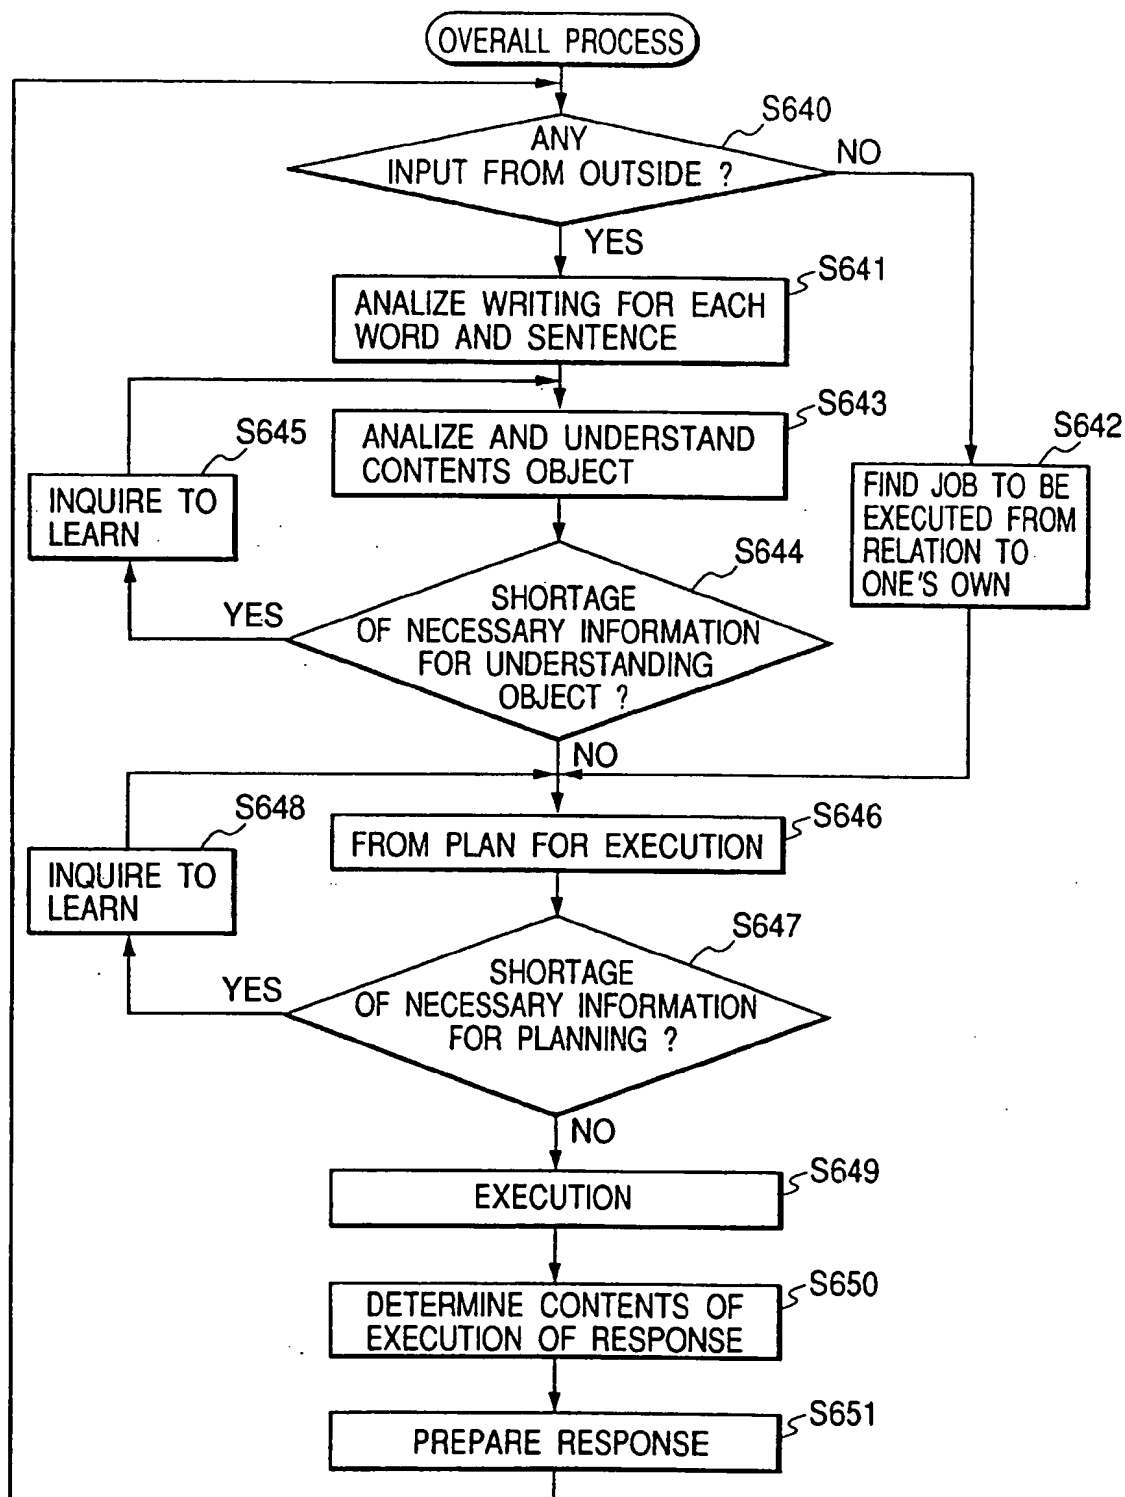 OVERALL PROCESS
S640
ANY
INPUT FROM OUTSIDE ?
NO
YES
S641
ANALIZE WRITING FOR EACH
WORD AND SENTENCE
S643
ANALIZE AND UNDERSTAND
CONTENTS OBJECT
S645
INQUIRE TO
LEARN
S642
FIND JOB TO BE
EXECUTED FROM
RELATION TO
ONE'S OWN
S644
SHORTAGE
OF NECESSARY INFORMATION
FOR UNDERSTANDING
OBJECT ?
YES
NO
S646
FROM PLAN FOR EXECUTION
S648
INQUIRE TO
LEARN
S647
SHORTAGE
OF NECESSARY INFORMATION
FOR PLANNING ?
YES
NO
S649
EXECUTION
S650
DETERMINE CONTENTS OF
EXECUTION OF RESPONSE
S651
PREPARE RESPONSE